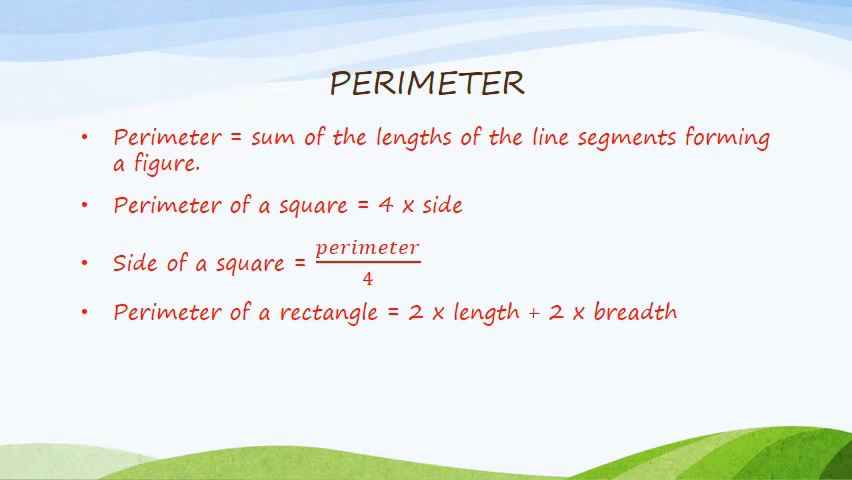 PERIMETER
• Perimeter = sum of the lengths of the line segments forming
a figure.
• Perimeter of a square = 4 x side
• Side of a square = perimeter/4
• Perimeter of a rectangle = 2 x length + 2 x breadth